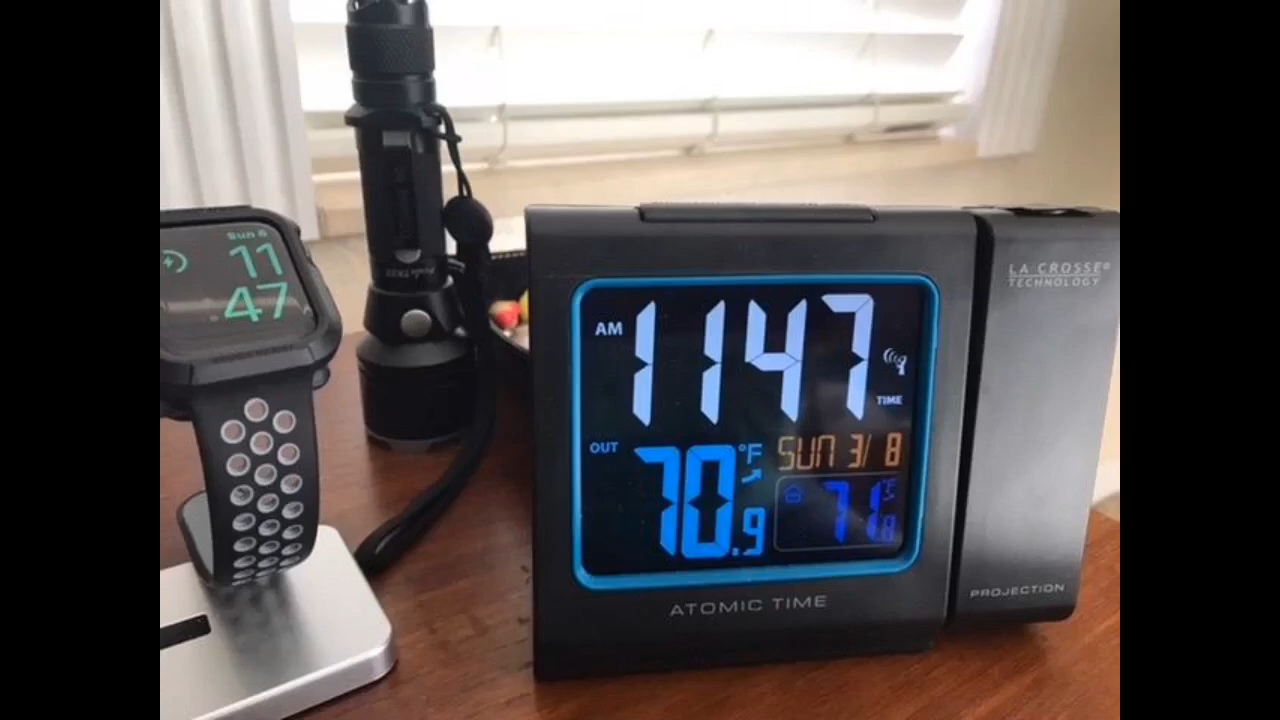 Sun 8
11
47
LA CROSSE®
TECHNOLOGY
AM 1147
TIME
OUT 70.9 °F
SUN 3/ 8
71.8 °F
ATOMIC TIME
PROJECTION